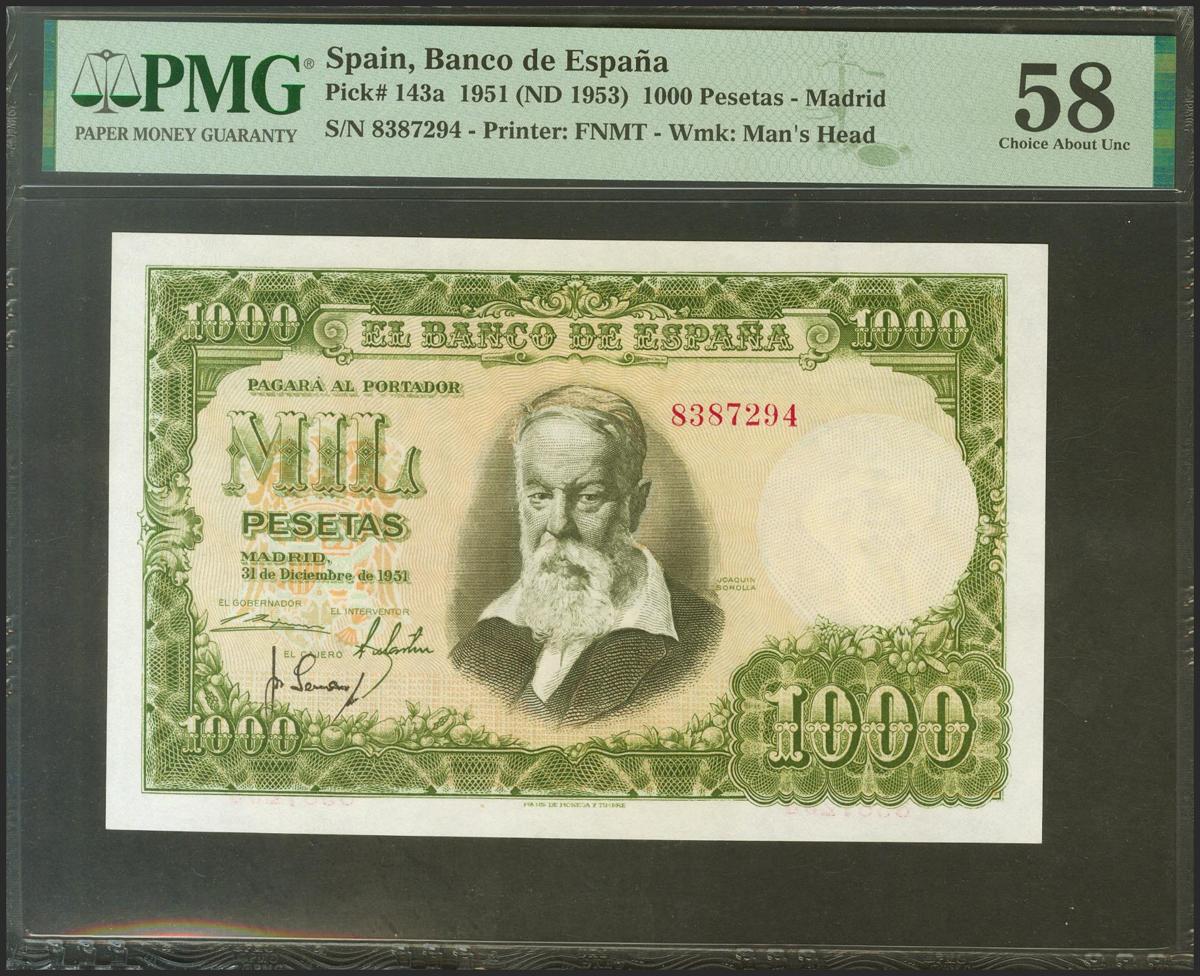 PMG®
PAPER MONEY GUARANTY
Spain, Banco de España
Pick# 143a 1951 (ND 1953) 1000 Pesetas - Madrid
S/N 8387294 - Printer: FNMT - Wmk: Man's Head
58
Choice About Unc
1000
EL BANCO DE ESPAÑA
1000
PAGARÁ AL PORTADOR
MIL
PESETAS
MADRID,
31 de Diciembre de 1951
EL GOBERNADOR
EL INTERVENTOR
EL CAJERO
8387294
JOAQUIN
SOROLLA
1000
1000